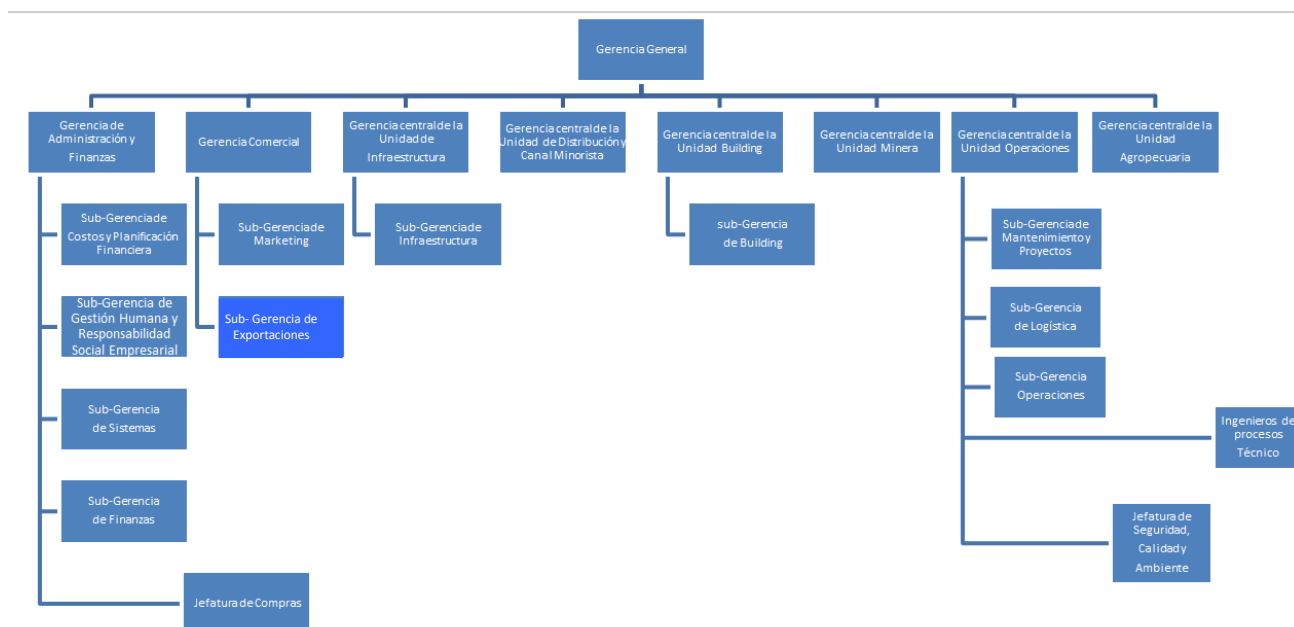 Gerencia General
Gerencia de
Administración y
Finanzas
Gerencia Comercial
Gerencia central de la
Unidad de
Infraestructura
Gerencia central de la
Unidad de Distribución y
Canal Minorista
Gerencia central de la
Unidad Building
Gerencia central de la
Unidad Minera
Gerencia central de la
Unidad Operaciones
Gerencia central de la
Unidad
Agropecuaria
Sub-Gerencia de
Costos y Planificación
Financiera
Sub-Gerencia de
Marketing
Sub-Gerencia de
Infraestructura
sub-Gerencia
de Building
Sub-Gerencia de
Mantenimiento y
Proyectos
Sub-Gerencia de
Gestión Humana y
Responsabilidad
Social Empresarial
Sub- Gerencia de
Exportaciones
Sub-Gerencia
de Logística
Sub-Gerencia
Operaciones
Sub-Gerencia
de Sistemas
Ingenieros de
procesos
Técnico
Sub-Gerencia
de Finanzas
Jefatura de
Seguridad,
Calidad y
Ambiente
Jefatura de Compras